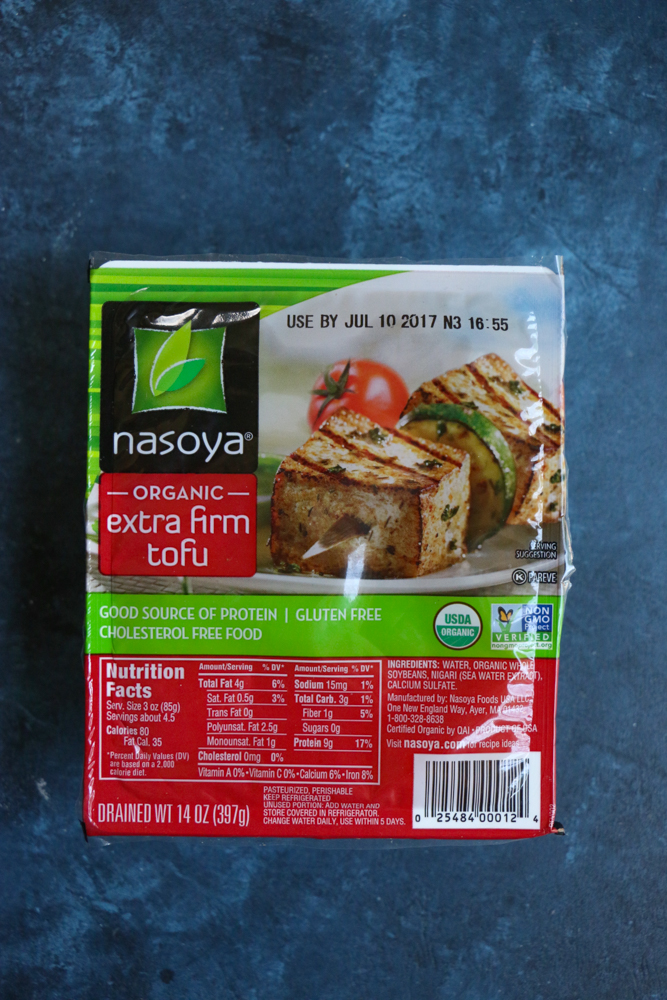 USE BY JUL 10 2017 N3 16:55
nasoya®
ORGANIC
extra firm
tofu
SERVING
SUGGESTION
K PAREVE
GOOD SOURCE OF PROTEIN | GLUTEN FREE
CHOLESTEROL FREE FOOD
USDA
ORGANIC
NON
GMO
Project
VERIFIED
Nutrition
Facts
Serv. Size 3 oz (85g)
Servings about 4.5
Calories 80
Fat Cal. 35
*Percent Daily Values (DV)
are based on a 2,000
calorie diet.
Amount/Serving % DV*
Total Fat 4g 6%
Sat. Fat 0.5g 3%
Trans Fat 0g
Polyunsat. Fat 2.5g
Monounsat. Fat 1g
Cholesterol 0mg 0%
Amount/Serving % DV*
Sodium 15mg 1%
Total Carb. 3g 1%
Fiber 1g 5%
Sugars 0g
Protein 9g 17%
Vitamin A 0% • Vitamin C 0% • Calcium 6% • Iron 8%
INGREDIENTS: WATER, ORGANIC WHOLE
SOYBEANS, NIGARI (SEA WATER EXTRACT),
CALCIUM SULFATE.
Manufactured by: Nasoya Foods USA LLC
One New England Way, Ayer, MA 01432
1-800-328-8638
Certified Organic by QAI • PRODUCT OF USA
Visit nasoya.com for recipe ideas
DRAINED WT 14 OZ (397g)
PASTEURIZED, PERISHABLE
KEEP REFRIGERATED
UNUSED PORTION: ADD WATER AND
STORE COVERED IN REFRIGERATOR.
CHANGE WATER DAILY, USE WITHIN 5 DAYS.
0 25484 00012 4